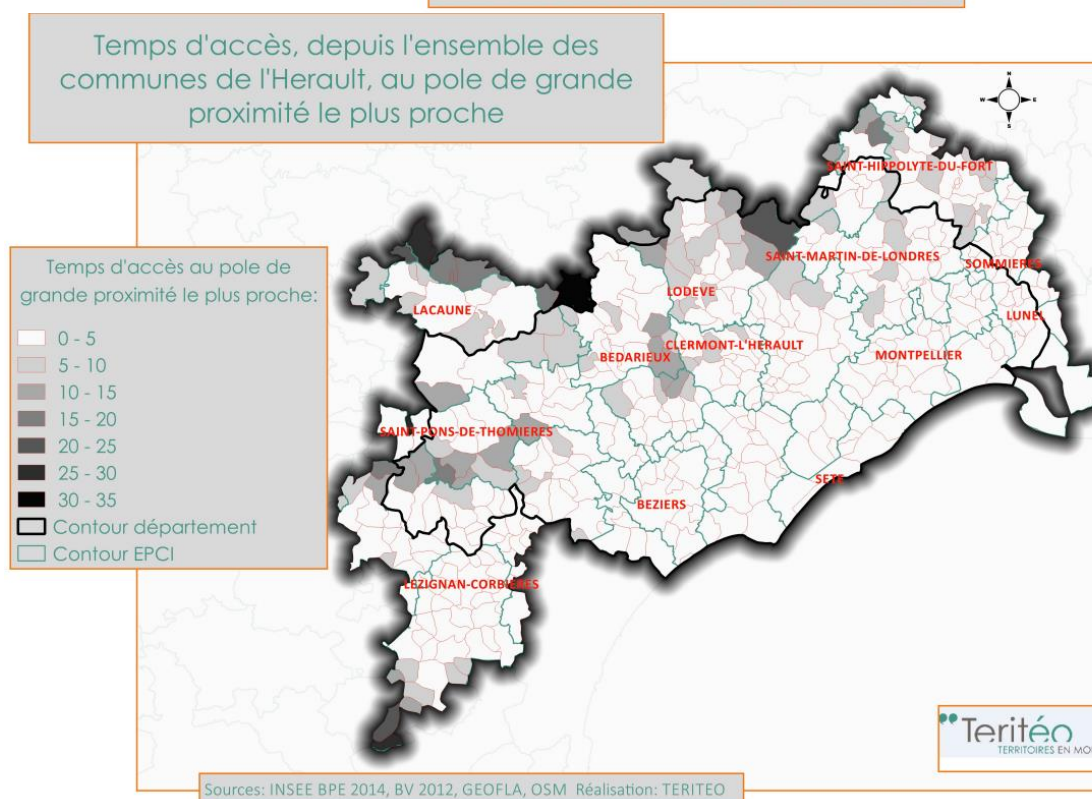 Temps d'accès, depuis l'ensemble des
communes de l'Herault, au pole de grande
proximité le plus proche
N
W
E
S
SAINT-HIPPOLYTE-DU-FORT
Temps d'accès au pole de
grande proximité le plus proche:
0 - 5
5 - 10
10 - 15
15 - 20
20 - 25
25 - 30
30 - 35
Contour département
Contour EPCI
SAINT-MARTIN-DE-LONDRES
SOMMIERES
LODEVE
LACAUNE
LUNEL
CLERMONT-L'HERAULT
BEDARIEUX
MONTPELLIER
SAINT-PONS-DE-THOMIERES
SETE
BEZIERS
LEZIGNAN-CORBIERES
Teritéo
TERRITOIRES EN MO
Sources: INSEE BPE 2014, BV 2012, GEOFLA, OSM Réalisation: TERITEO